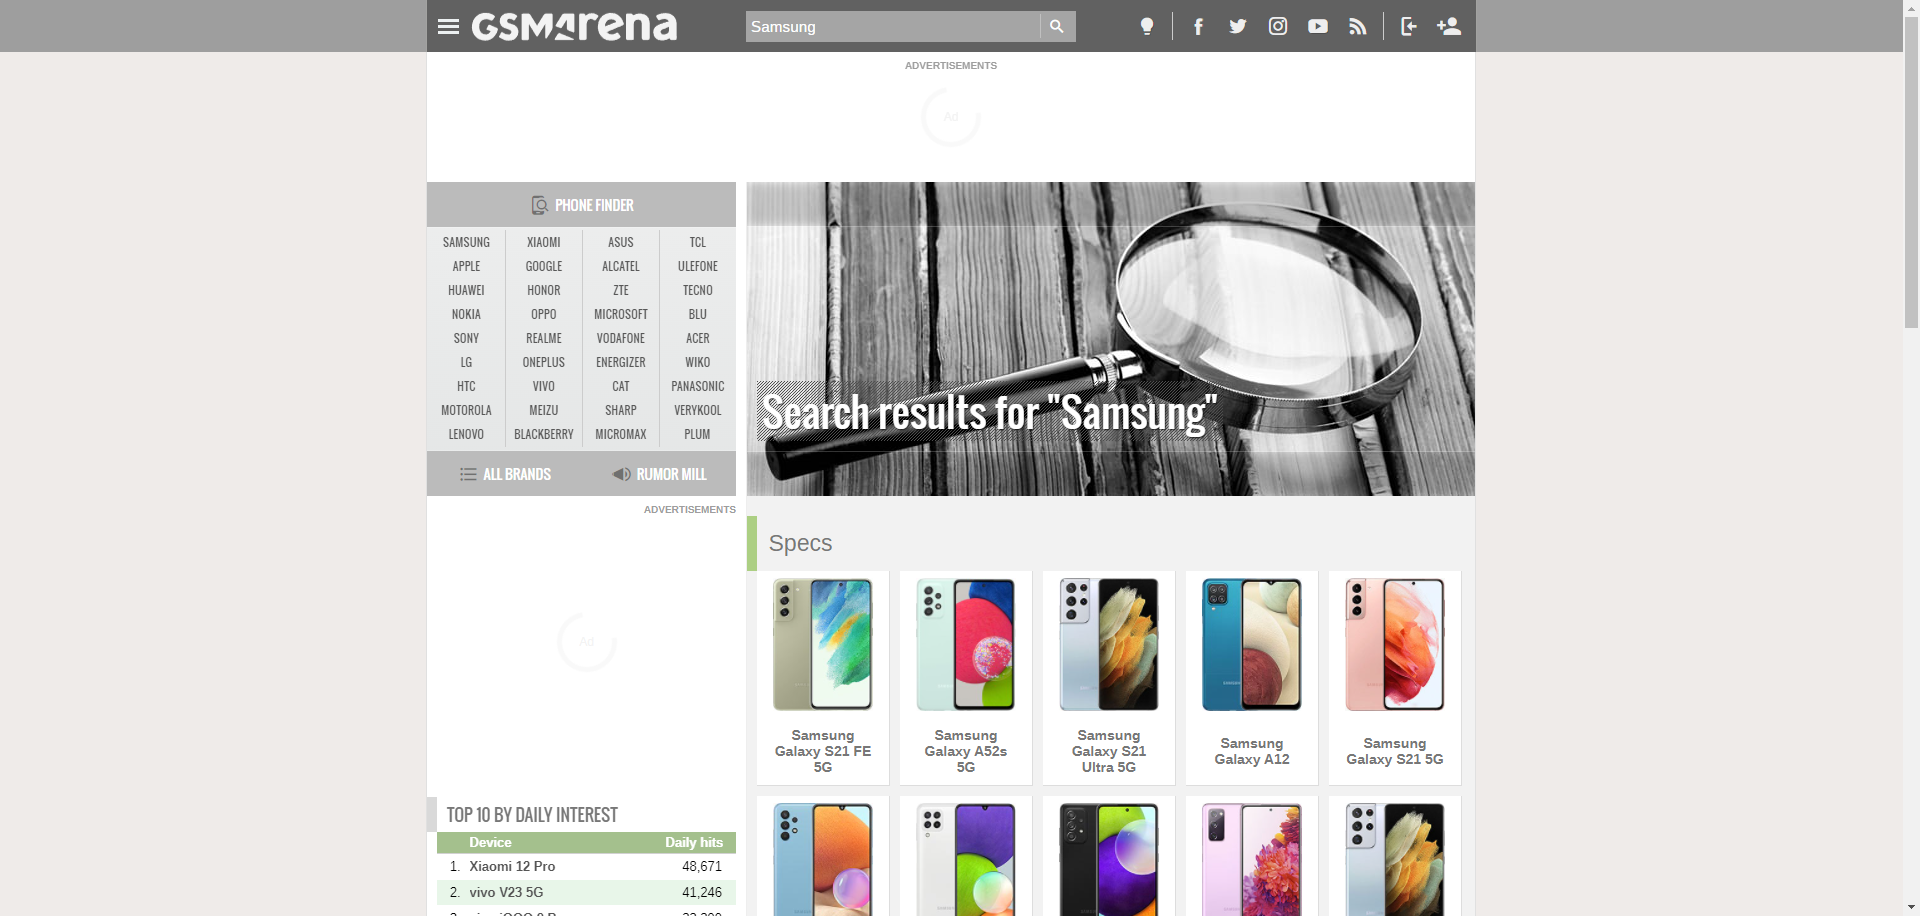 GSMArena
Samsung
ADVERTISEMENTS
Ad
PHONE FINDER
SAMSUNG XIAOMI ASUS TCL
APPLE GOOGLE ALCATEL ULEFONE
HUAWEI HONOR ZTE TECNO
NOKIA OPPO MICROSOFT BLU
SONY REALME VODAFONE ACER
LG ONEPLUS ENERGIZER WIKO
HTC VIVO CAT PANASONIC
MOTOROLA MEIZU SHARP VERYKOOL
LENOVO BLACKBERRY MICROMAX PLUM
ALL BRANDS RUMOR MILL
Search results for "Samsung"
ADVERTISEMENTS
Ad
Specs
Samsung
Galaxy S21 FE
5G
Samsung
Galaxy A52s
5G
Samsung
Galaxy S21
Ultra 5G
Samsung
Galaxy A12
Samsung
Galaxy S21 5G
TOP 10 BY DAILY INTEREST
Device Daily hits
1. Xiaomi 12 Pro 48,671
2. vivo V23 5G 41,246